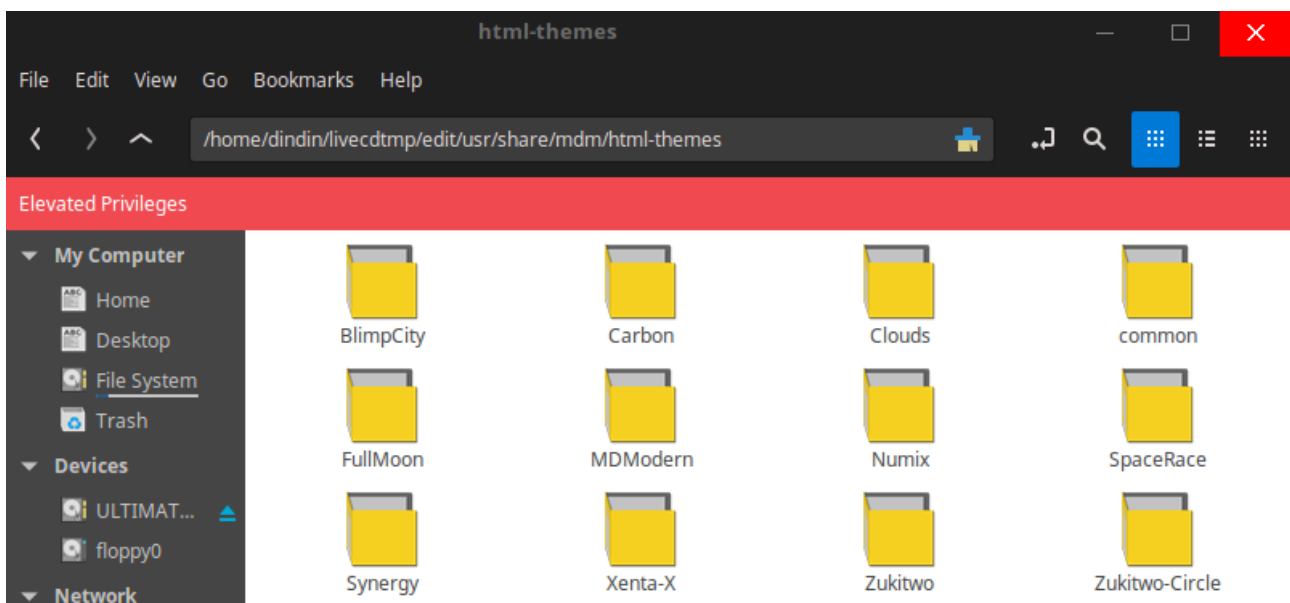 html-themes
File Edit View Go Bookmarks Help
/home/dindin/livecdtmp/edit/usr/share/mdm/html-themes
Elevated Privileges
My Computer
Home
Desktop
File System
Trash
Devices
ULTIMAT...
floppy0
Network
BlimpCity Carbon Clouds common
FullMoon MDModern Numix SpaceRace
Synergy Xenta-X Zukitwo Zukitwo-Circle